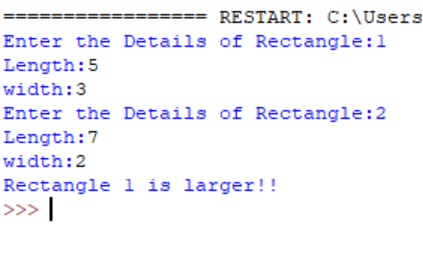 ================= RESTART: C:\Users
Enter the Details of Rectangle:1
Length:5
width:3
Enter the Details of Rectangle:2
Length:7
width:2
Rectangle 1 is larger!!
>>>